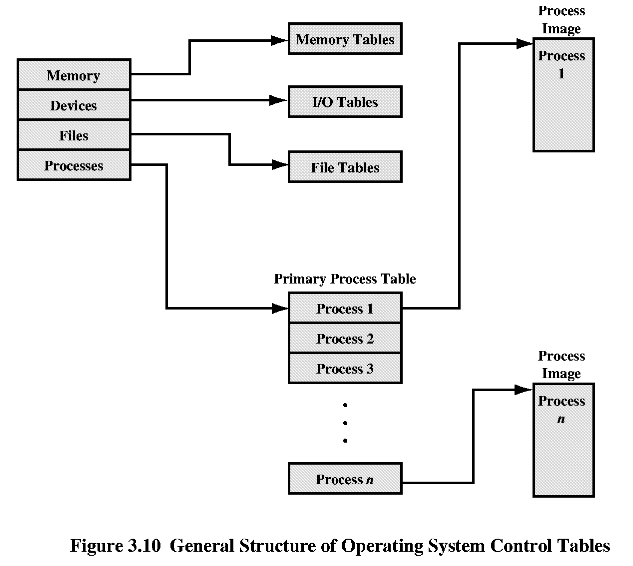 Process
Image
Memory Tables
Process
1
Memory
Devices
I/O Tables
Files
Processes
File Tables
Primary Process Table
Process 1
Process 2
Process 3
Process
Image
Process
n
Process n
Figure 3.10 General Structure of Operating System Control Tables